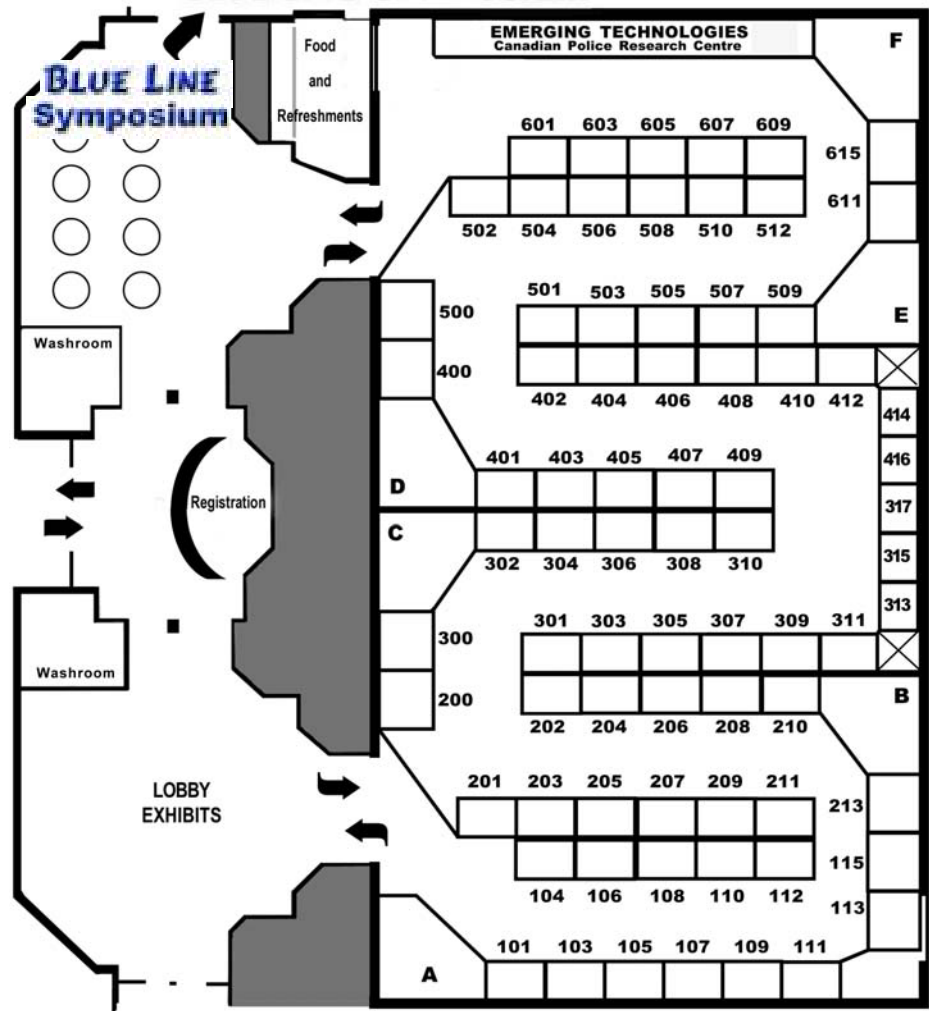 BLUE LINE
Symposium
Food
and
Refreshments
EMERGING TECHNOLOGIES
Canadian Police Research Centre
F
601 603 605 607 609
615
611
502 504 506 508 510 512
501 503 505 507 509
500
E
Washroom
400
402 404 406 408 410 412
414
416
401 403 405 407 409
D
317
Registration
C
315
302 304 306 308 310
313
301 303 305 307 309 311
300
Washroom
200
B
202 204 206 208 210
201 203 205 207 209 211
LOBBY
EXHIBITS
213
115
104 106 108 110 112
113
101 103 105 107 109 111
A